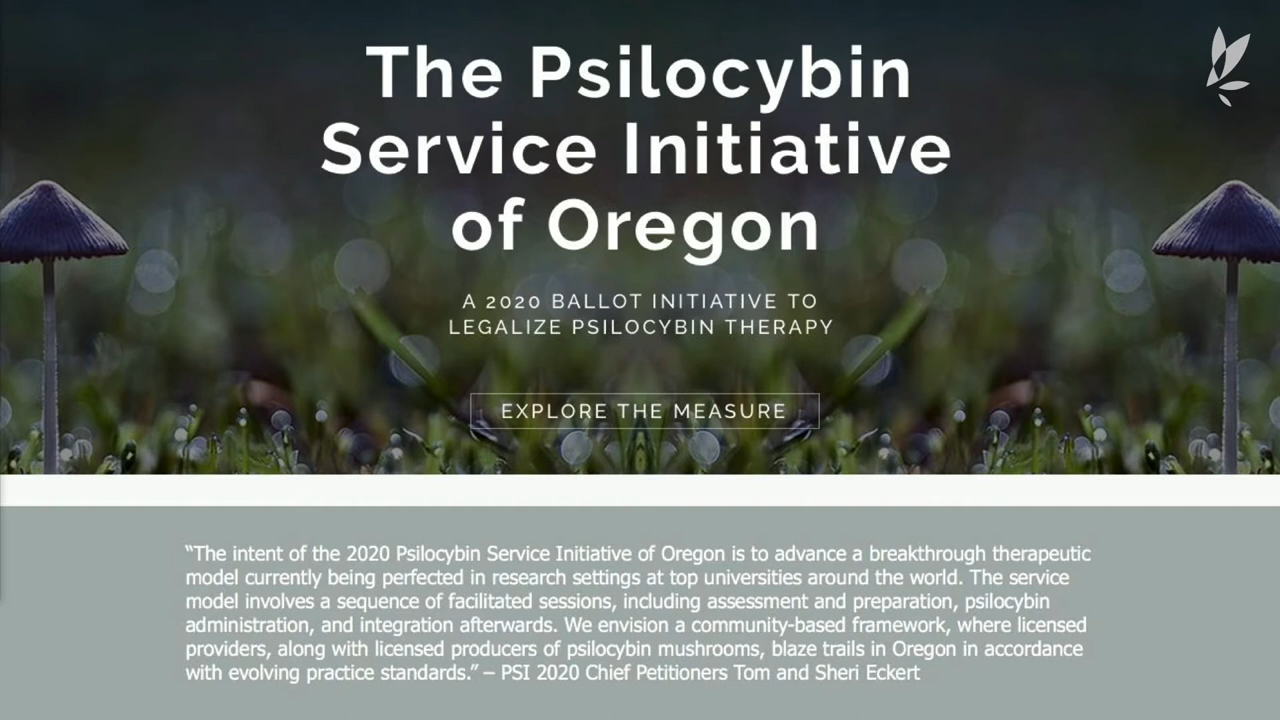 The Psilocybin
Service Initiative
of Oregon
A 2020 BALLOT INITIATIVE TO
LEGALIZE PSILOCYBIN THERAPY
EXPLORE THE MEASURE
“The intent of the 2020 Psilocybin Service Initiative of Oregon is to advance a breakthrough therapeutic
model currently being perfected in research settings at top universities around the world. The service
model involves a sequence of facilitated sessions, including assessment and preparation, psilocybin
administration, and integration afterwards. We envision a community-based framework, where licensed
providers, along with licensed producers of psilocybin mushrooms, blaze trails in Oregon in accordance
with evolving practice standards.” – PSI 2020 Chief Petitioners Tom and Sheri Eckert